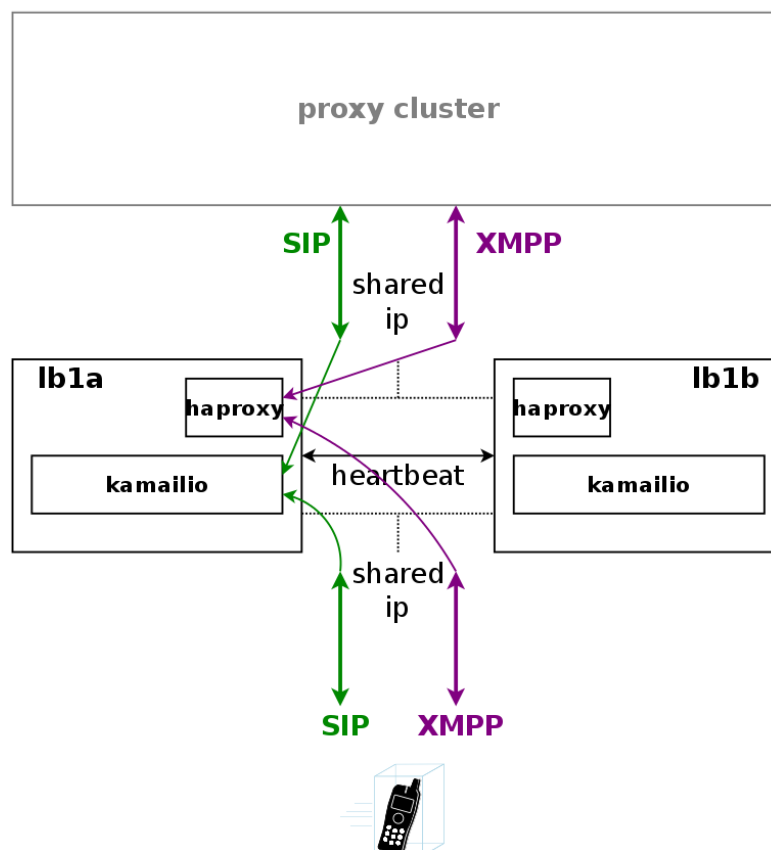 proxy cluster
SIP
XMPP
shared
ip
lb1a
lb1b
haproxy
haproxy
heartbeat
kamailio
kamailio
shared
ip
SIP
XMPP